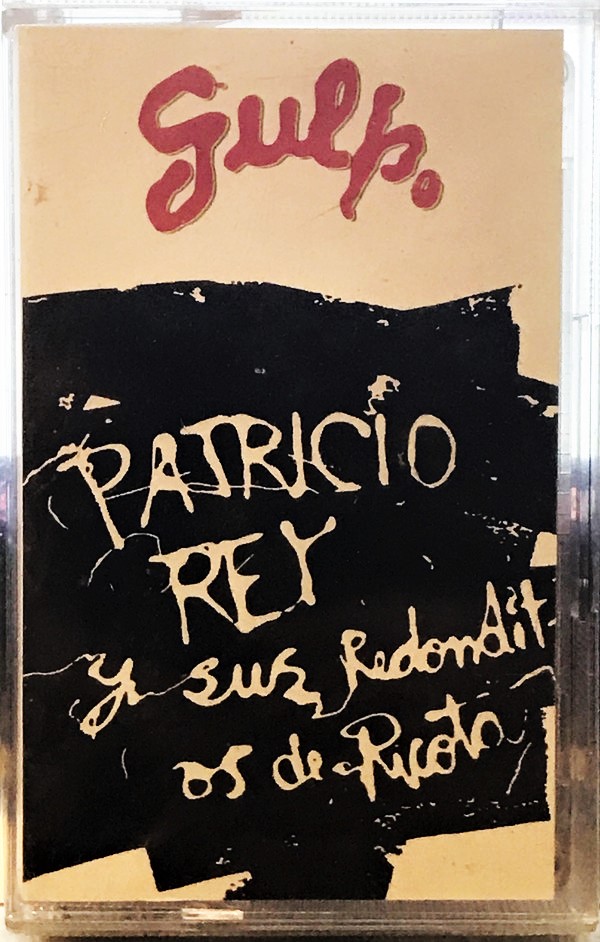 Gulp.
PATRICIO
REY
y sus Redondit-
os de Ricota